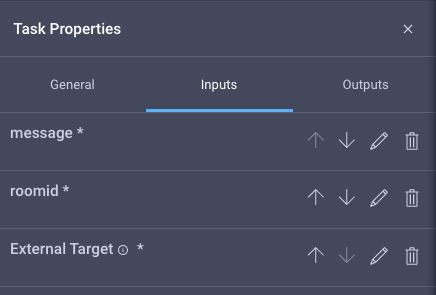 Task Properties
General Inputs Outputs
message *
roomid *
External Target *